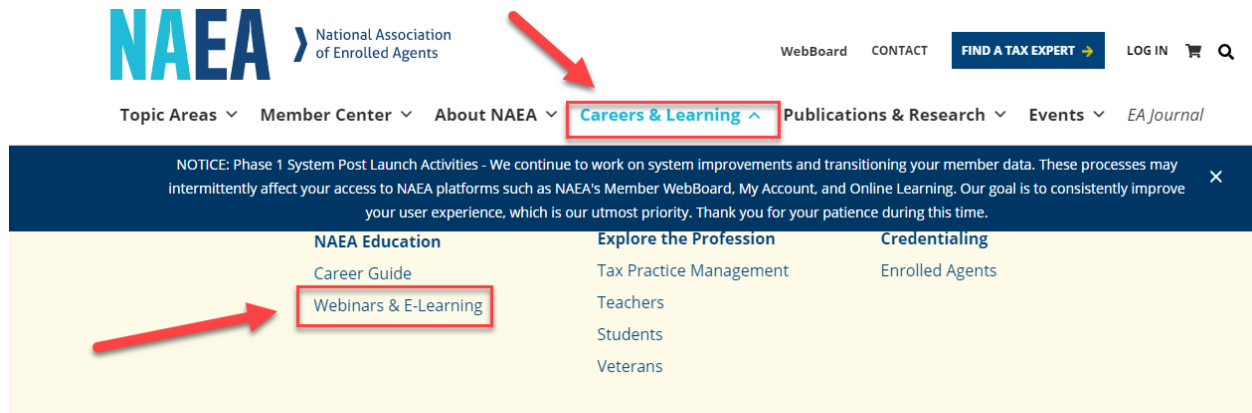 NAEA
National Association
of Enrolled Agents
WebBoard CONTACT FIND A TAX EXPERT → LOG IN
Topic Areas Member Center About NAEA Careers & Learning Publications & Research Events EA Journal
NOTICE: Phase 1 System Post Launch Activities - We continue to work on system improvements and transitioning your member data. These processes may
intermittently affect your access to NAEA platforms such as NAEA's Member WebBoard, My Account, and Online Learning. Our goal is to consistently improve
your user experience, which is our utmost priority. Thank you for your patience during this time.
NAEA Education
Career Guide
Webinars & E-Learning
Explore the Profession
Tax Practice Management
Teachers
Students
Veterans
Credentialing
Enrolled Agents